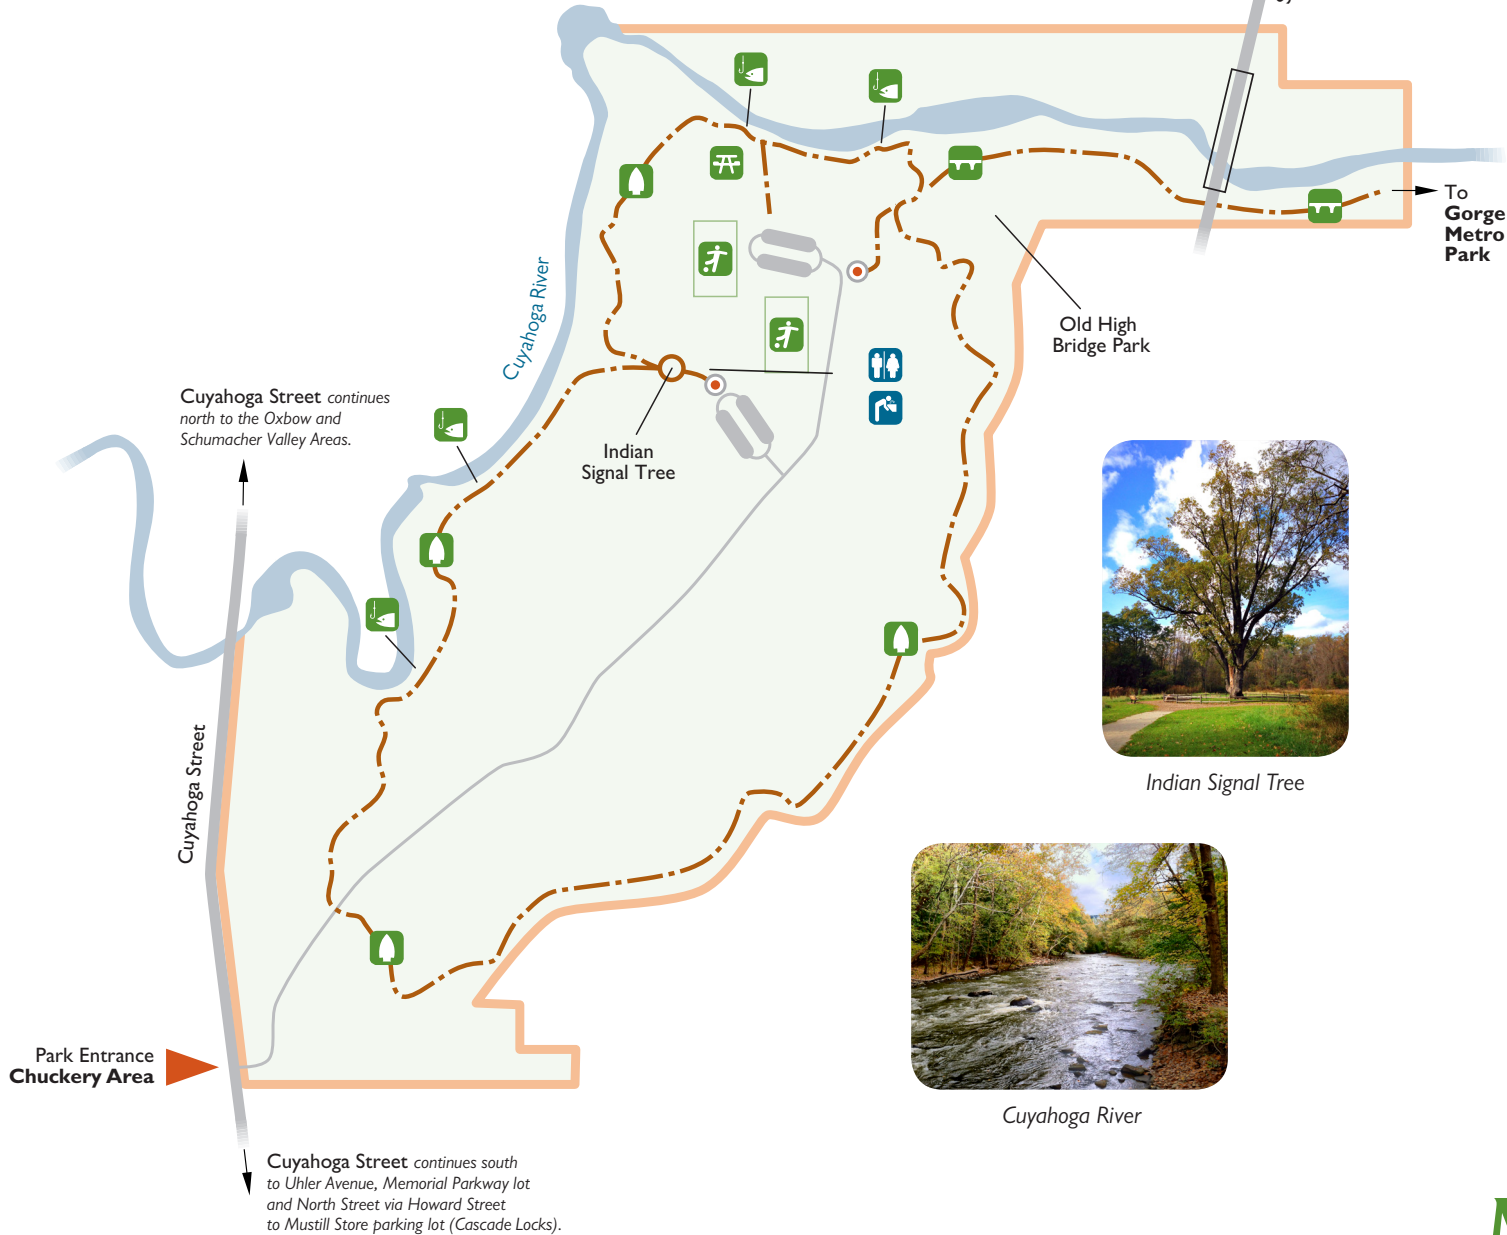 To
Gorge
Metro
Park
Old High
Bridge Park
Cuyahoga River
Cuyahoga Street continues
north to the Oxbow and
Schumacher Valley Areas.
Indian
Signal Tree
Indian Signal Tree
Cuyahoga Street
Cuyahoga River
Park Entrance
Chuckery Area
Cuyahoga Street continues south
to Uhler Avenue, Memorial Parkway lot
and North Street via Howard Street
to Mustill Store parking lot (Cascade Locks).